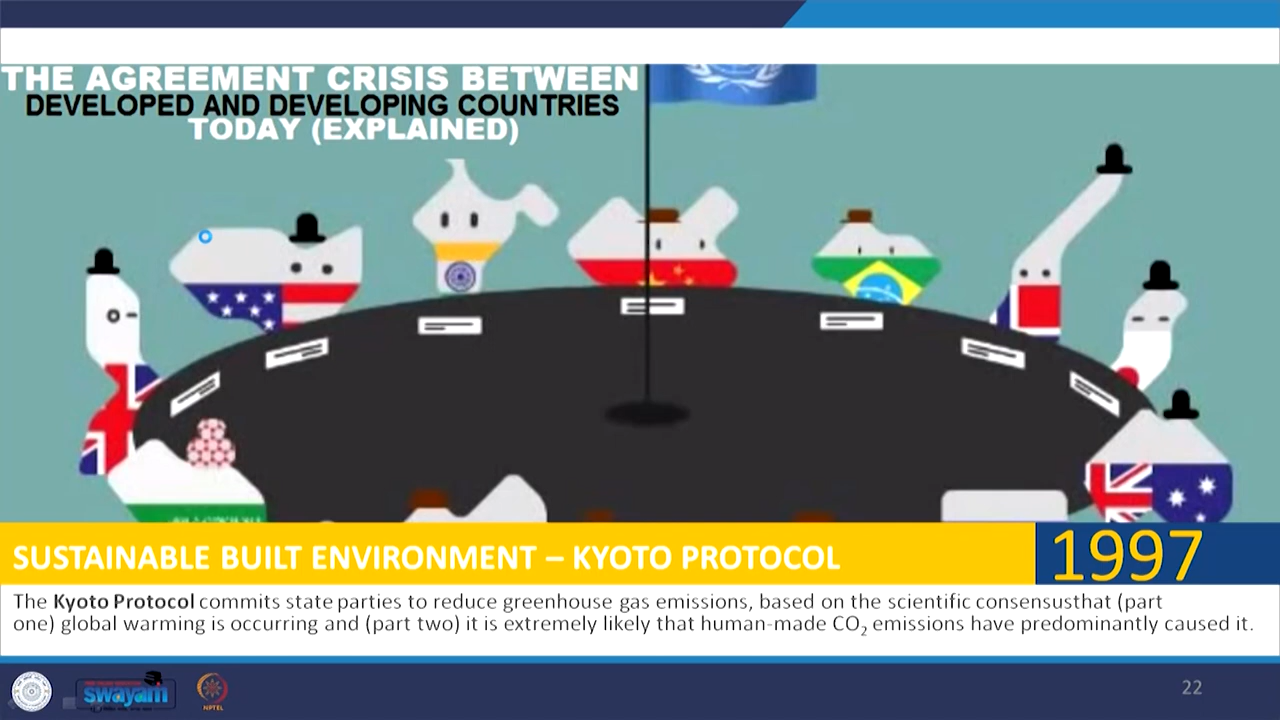 THE AGREEMENT CRISIS BETWEEN
DEVELOPED AND DEVELOPING COUNTRIES
TODAY (EXPLAINED)
SUSTAINABLE BUILT ENVIRONMENT – KYOTO PROTOCOL
1997
The Kyoto Protocol commits state parties to reduce greenhouse gas emissions, based on the scientific consensusthat (part
one) global warming is occurring and (part two) it is extremely likely that human-made CO2 emissions have predominantly caused it.
swayam
NPTEL
22